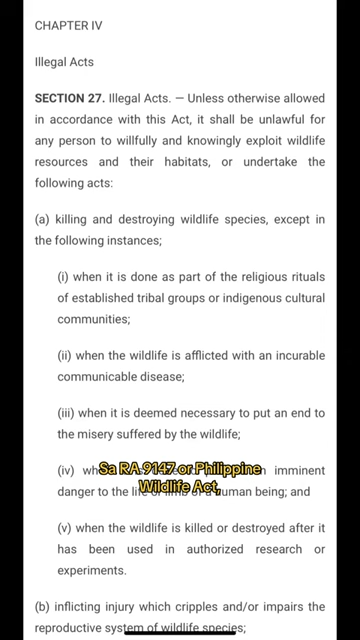 CHAPTER IV
Illegal Acts
SECTION 27. Illegal Acts. — Unless otherwise allowed
in accordance with this Act, it shall be unlawful for
any person to willfully and knowingly exploit wildlife
resources and their habitats, or undertake the
following acts:
(a) killing and destroying wildlife species, except in
the following instances;
(i) when it is done as part of the religious rituals
of established tribal groups or indigenous cultural
communities;
(ii) when the wildlife is afflicted with an incurable
communicable disease;
(iii) when it is deemed necessary to put an end to
the misery suffered by the wildlife;
(iv) imminent
Sa RA 9147 or Philippine
Wildlife Act,
danger to the human being; and
(v) when the wildlife is killed or destroyed after it
has been used in authorized research or
experiments.
(b) inflicting injury which cripples and/or impairs the
reproductive system of wildlife species;